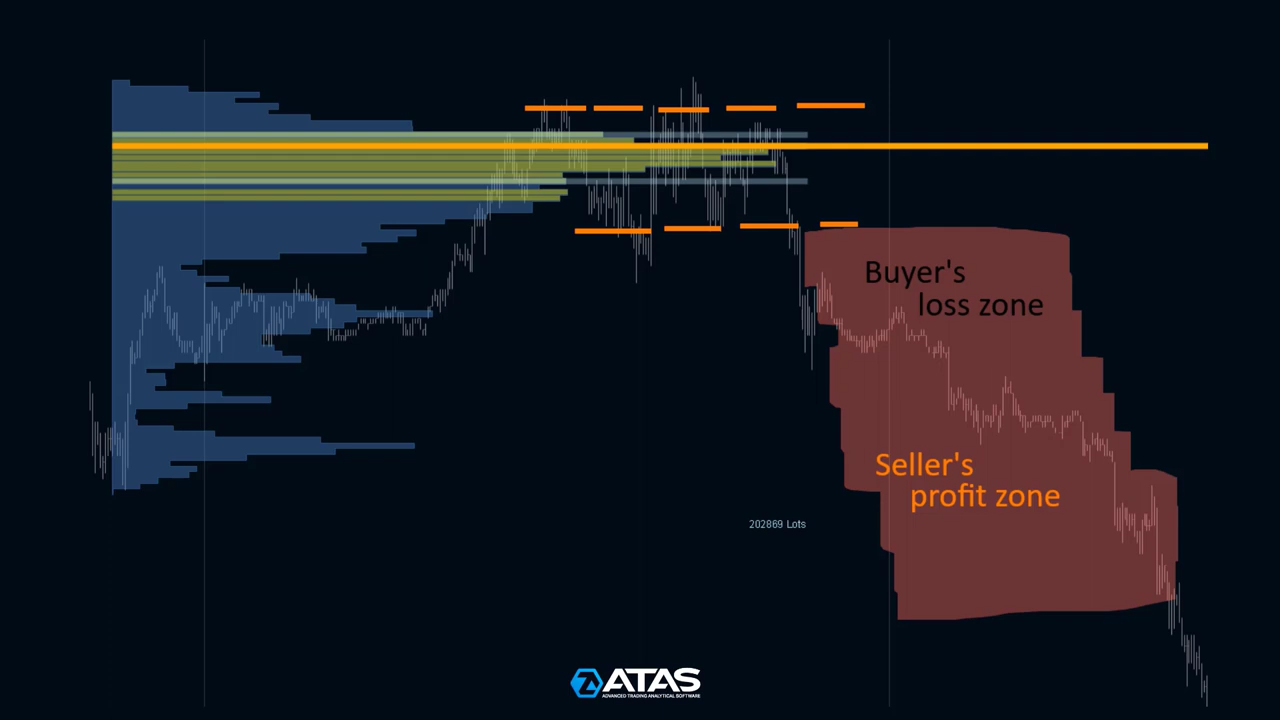 Buyer's
loss zone
Seller's
profit zone
202869 Lots
ATAS
ADVANCED TRADING ANALYTICAL SOFTWARE